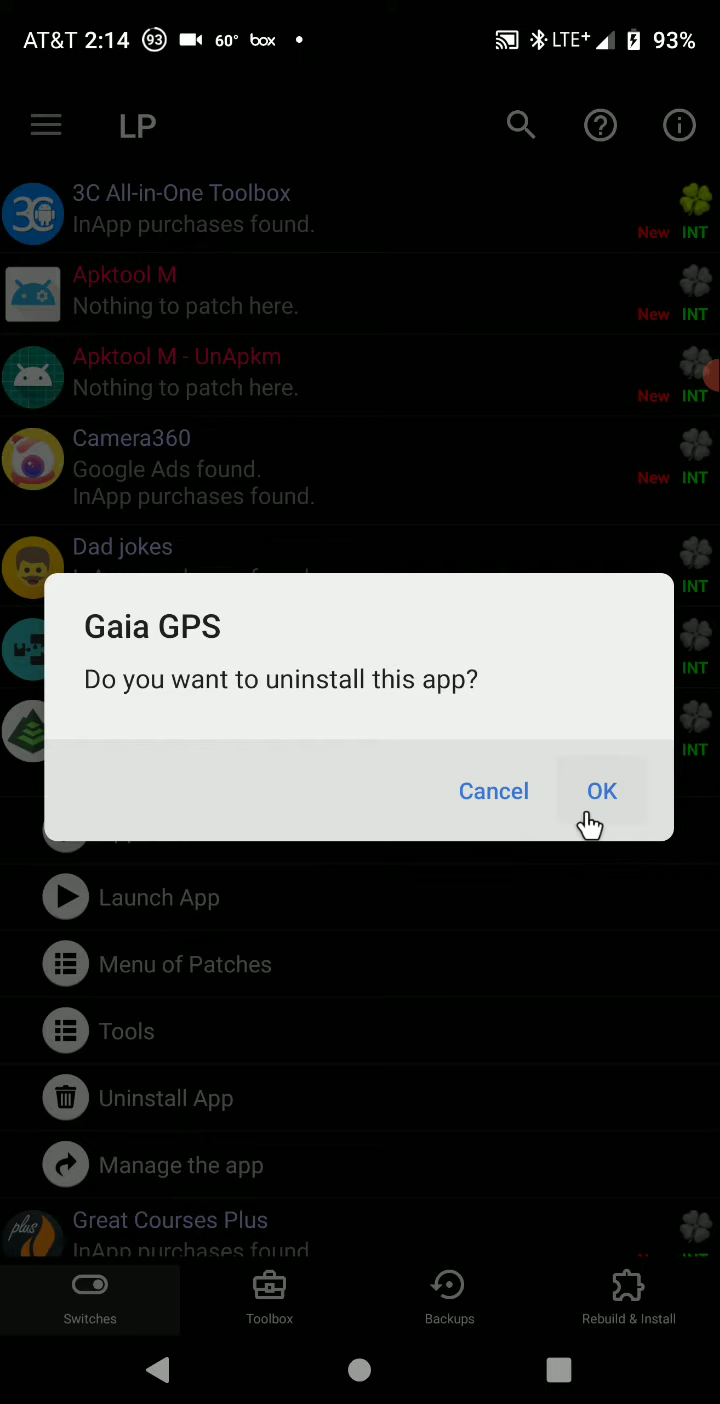 AT&T 2:14 93 60° box LTE+ 93%
LP
3C All-in-One Toolbox
InApp purchases found.
New INT
Apktool M
Nothing to patch here.
New INT
Apktool M - UnApkm
Nothing to patch here.
New INT
Camera360
Google Ads found.
InApp purchases found.
New INT
Dad jokes
INT
INT
INT
Gaia GPS
Do you want to uninstall this app?
Cancel OK
Launch App
Menu of Patches
Tools
Uninstall App
Manage the app
plus
Great Courses Plus
InApp purchases found
Switches Toolbox Backups Rebuild & Install